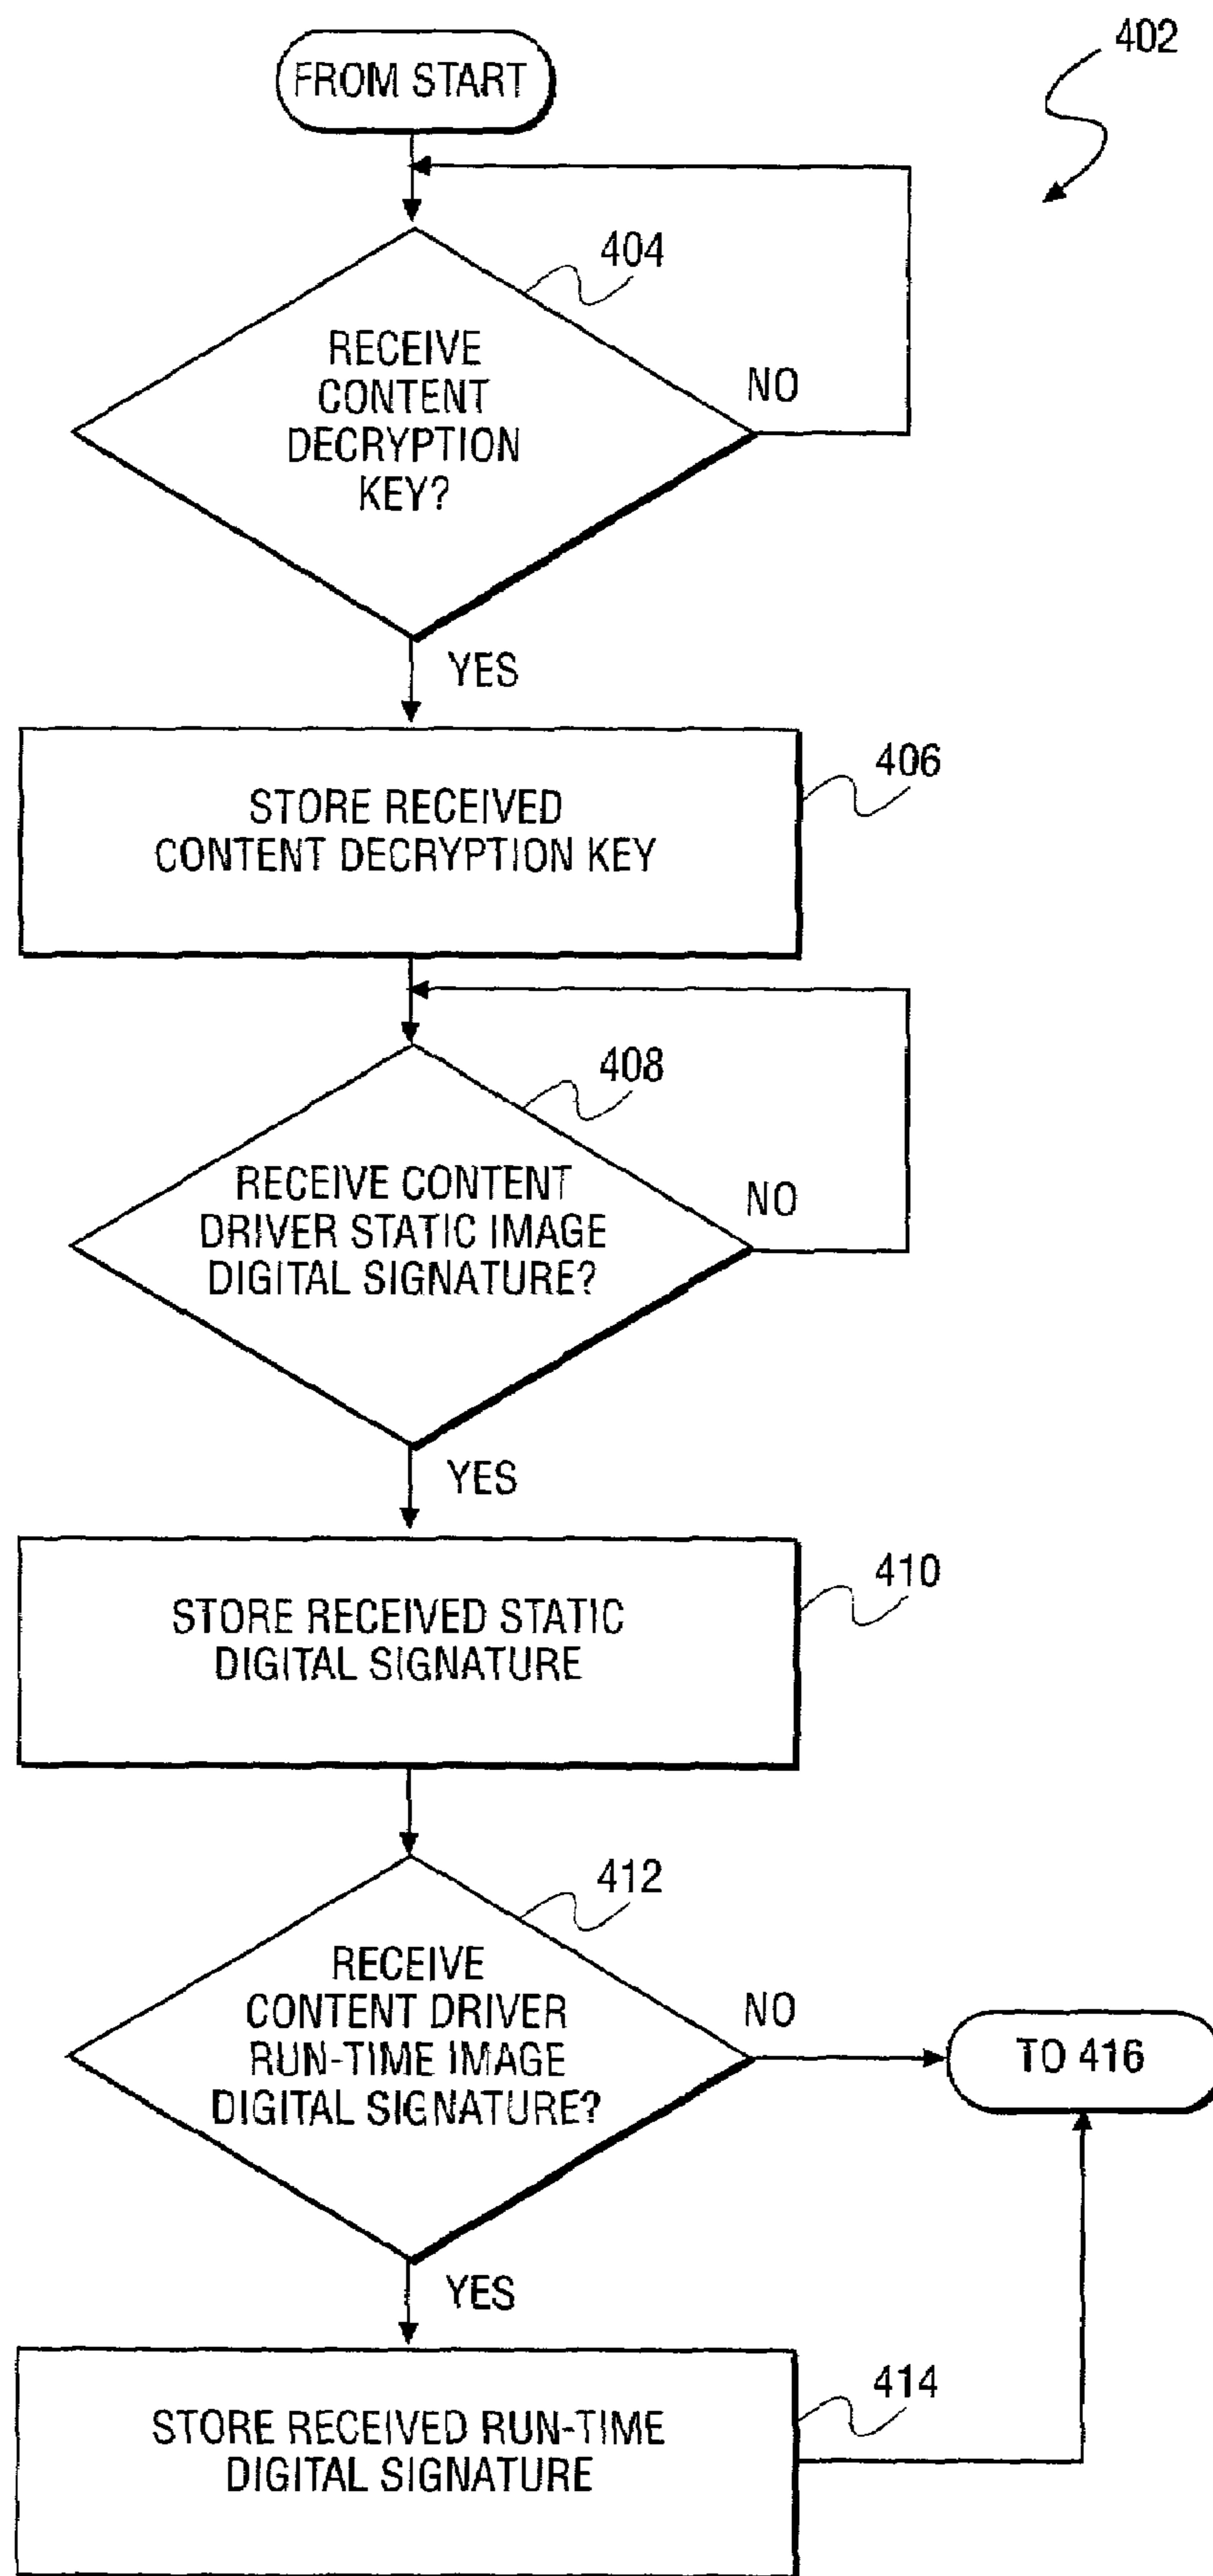 402
FROM START
404
RECEIVE
CONTENT
DECRYPTION
KEY?
NO
YES
406
STORE RECEIVED
CONTENT DECRYPTION KEY
408
RECEIVE CONTENT
DRIVER STATIC IMAGE
DIGITAL SIGNATURE?
NO
YES
410
STORE RECEIVED STATIC
DIGITAL SIGNATURE
412
RECEIVE
CONTENT DRIVER
RUN-TIME IMAGE
DIGITAL SIGNATURE?
NO
TO 416
YES
414
STORE RECEIVED RUN-TIME
DIGITAL SIGNATURE